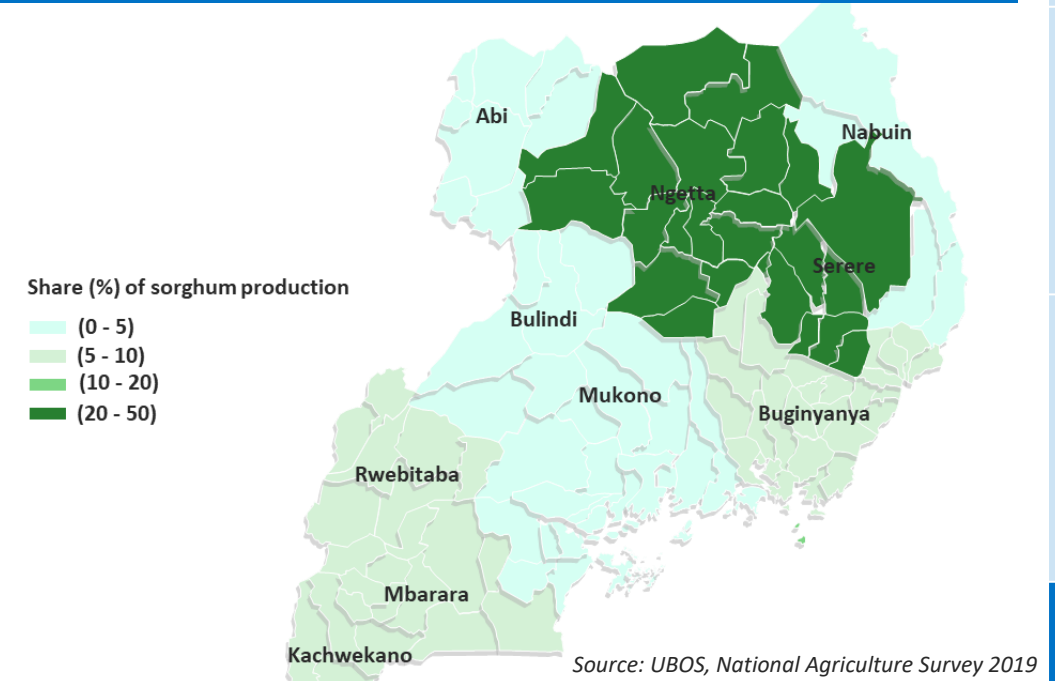 Abi
Nabuin
Ngetta
Serere
Share (%) of sorghum production
(0 - 5)
(5 - 10)
(10 - 20)
(20 - 50)
Bulindi
Mukono
Buginyanya
Rwebitaba
Mbarara
Kachwekano
Source: UBOS, National Agriculture Survey 2019